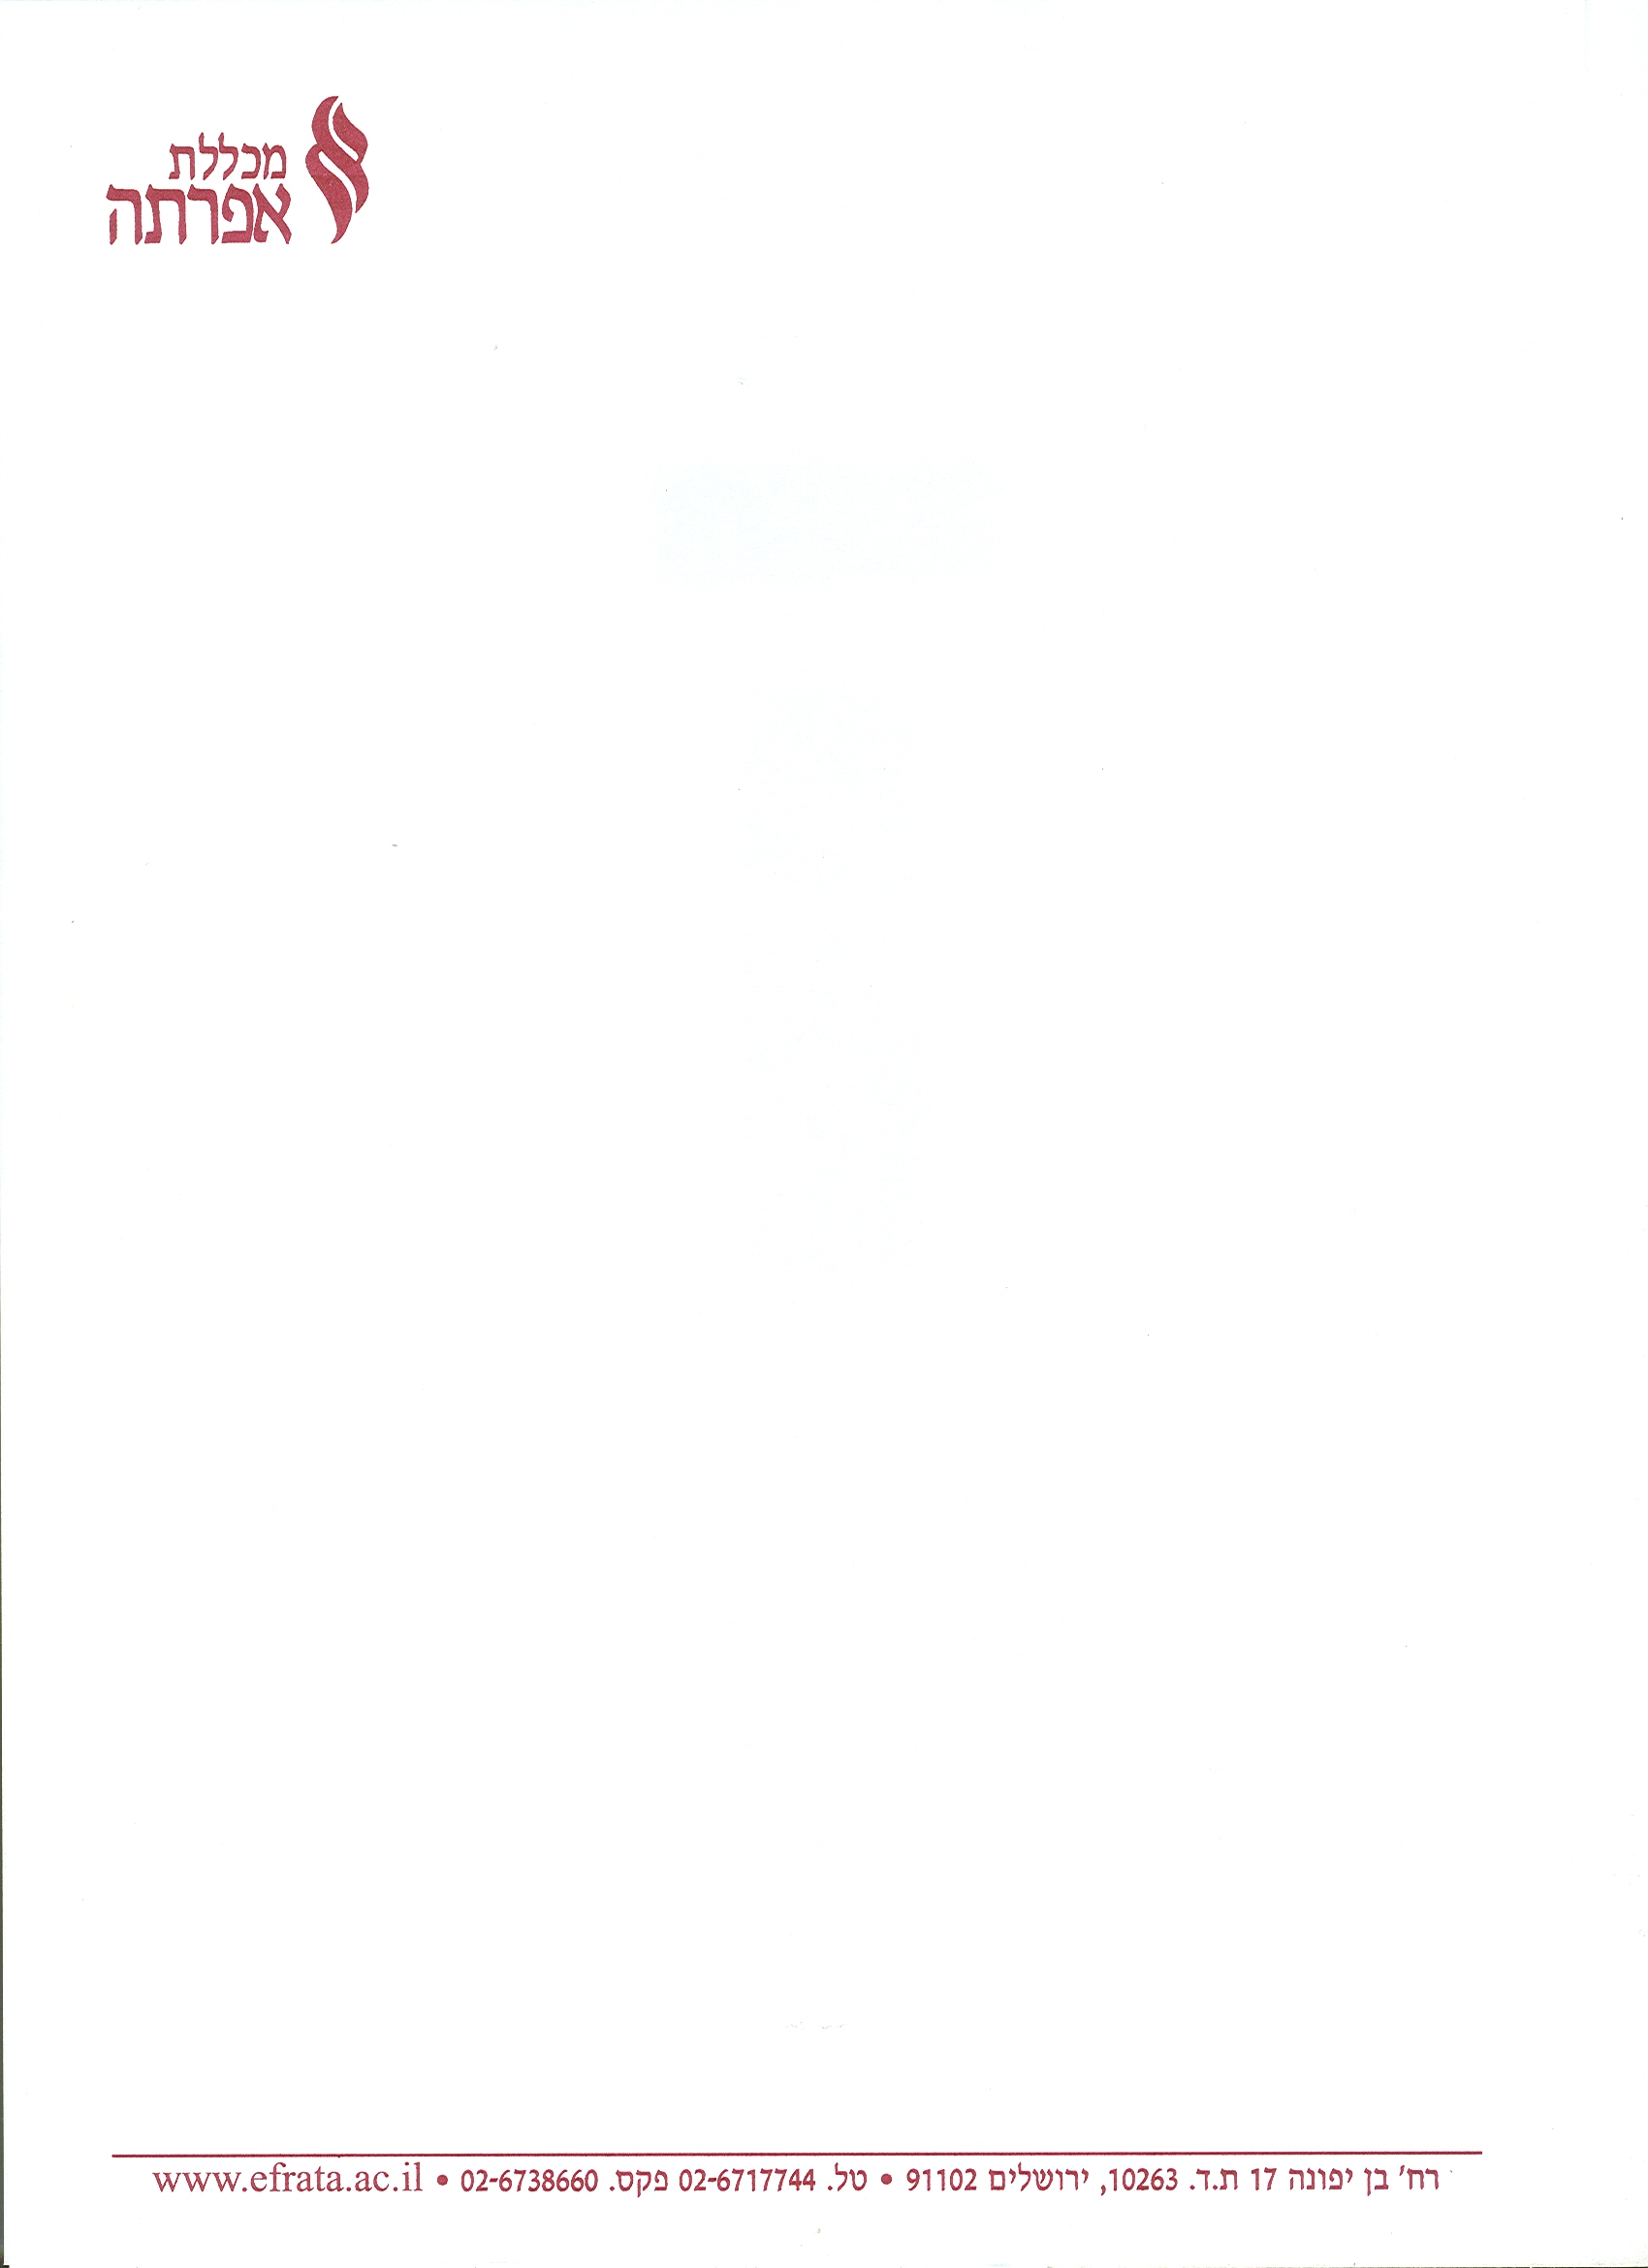 מכללת
אפרתה
רח' בן יפונה 17 ת.ד. 10263, ירושלים 91102 • טל. 02-6717744 פקס. 02-6738660 • www.efrata.ac.il